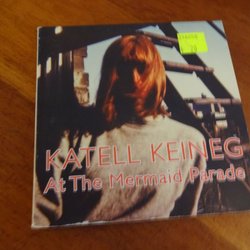 KATELL KEINEG
At The Mermaid Parade